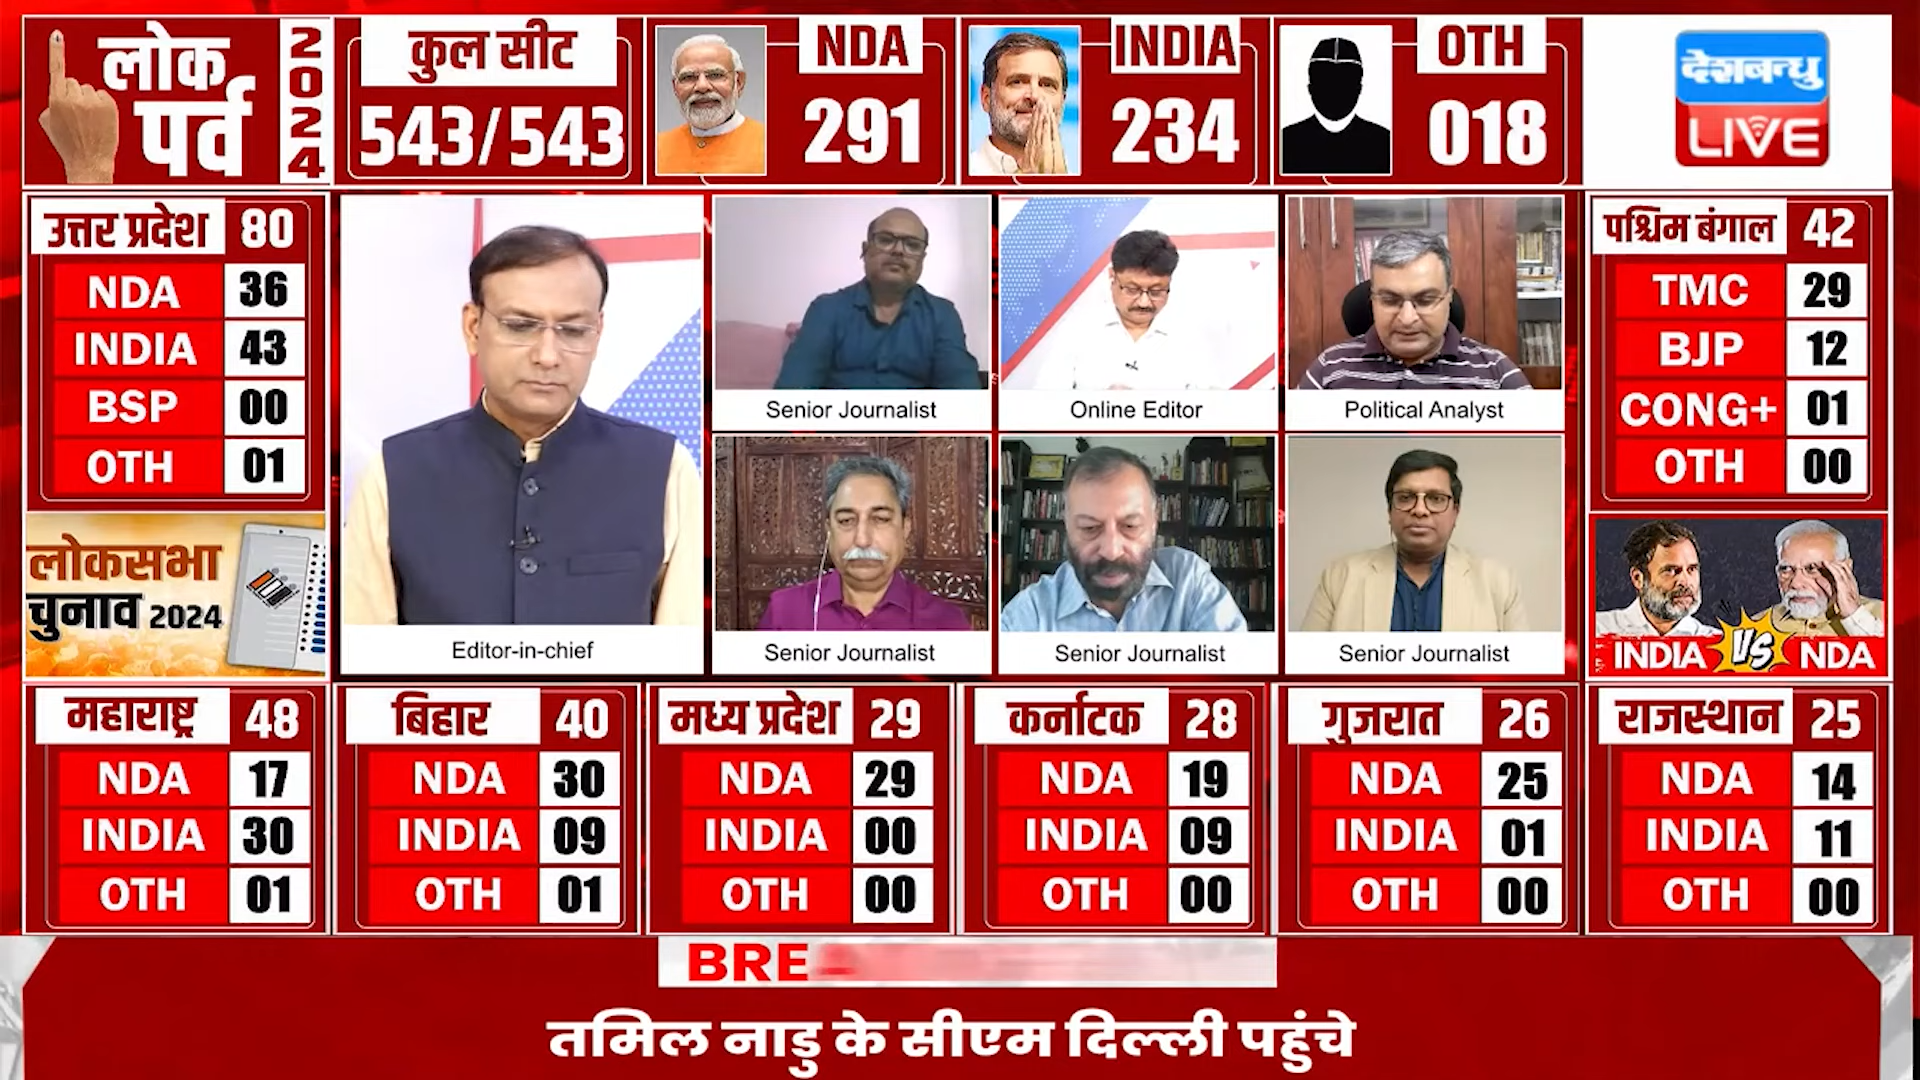 लोक पर्व 2024
कुल सीट
543/543
NDA
291
INDIA
234
OTH
018
देशबन्धु
LIVE
उत्तर प्रदेश 80
NDA 36
INDIA 43
BSP 00
OTH 01
लोकसभा
चुनाव 2024
Editor-in-chief
Senior Journalist
Online Editor
Political Analyst
Senior Journalist
Senior Journalist
Senior Journalist
पश्चिम बंगाल 42
TMC 29
BJP 12
CONG+ 01
OTH 00
INDIA VS NDA
महाराष्ट्र 48
NDA 17
INDIA 30
OTH 01
बिहार 40
NDA 30
INDIA 09
OTH 01
मध्य प्रदेश 29
NDA 29
INDIA 00
OTH 00
कर्नाटक 28
NDA 19
INDIA 09
OTH 00
गुजरात 26
NDA 25
INDIA 01
OTH 00
राजस्थान 25
NDA 14
INDIA 11
OTH 00
BRE
तमिल नाडु के सीएम दिल्ली पहुंचे